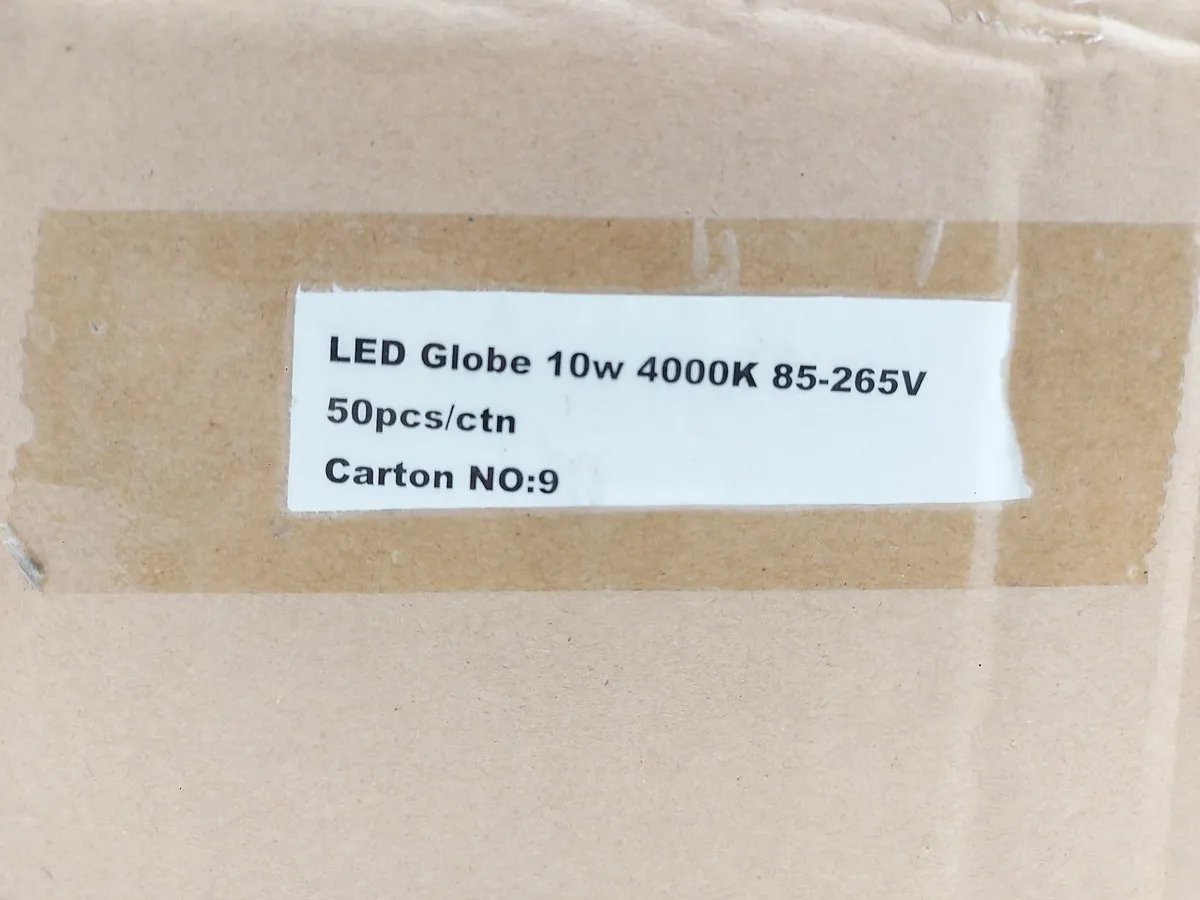 LED Globe 10w 4000K 85-265V
50pcs/ctn
Carton NO:9